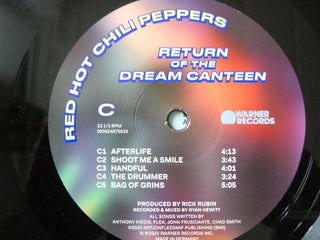 RED HOT CHILI PEPPERS
RETURN
OF THE
DREAM CANTEEN
C
33 1/3 RPM
093624875635
WARNER
RECORDS
C1 AFTERLIFE 4:13
C2 SHOOT ME A SMILE 3:43
C3 HANDFUL 4:01
C4 THE DRUMMER 3:24
C5 BAG OF GRINS 5:05
PRODUCED BY RICK RUBIN
RECORDED & MIXED BY RYAN HEWITT
ALL SONGS WRITTEN BY
ANTHONY KIEDIS, FLEA, JOHN FRUSCIANTE, CHAD SMITH
© 2022 ANTJONFLEESMAF PUBLISHING (BMI)
© ℗ 2022 WARNER RECORDS INC.
MADE IN GERMANY